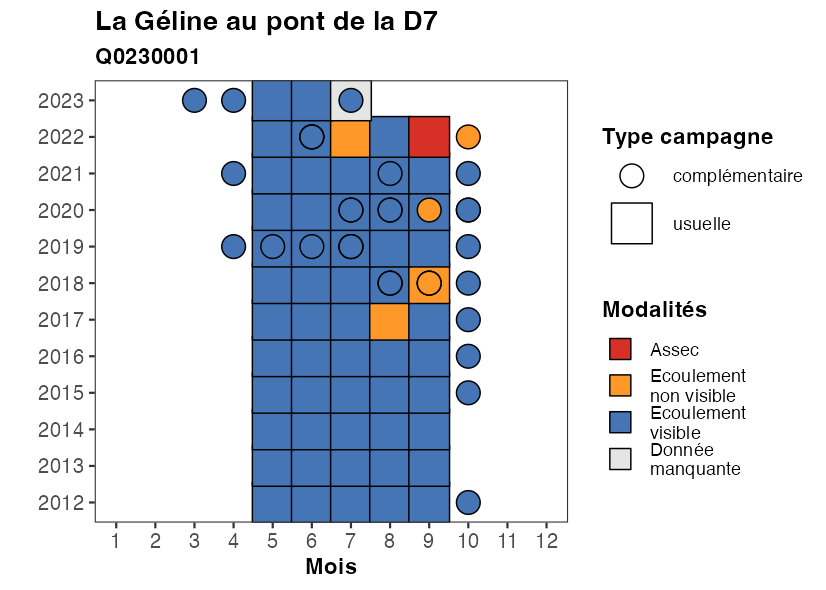 La Géline au pont de la D7
Q0230001
2023
2022
2021
2020
2019
2018
2017
2016
2015
2014
2013
2012
1 2 3 4 5 6 7 8 9 10 11 12
Mois
Type campagne
complémentaire
usuelle
Modalités
Assec
Ecoulement
non visible
Ecoulement
visible
Donnée
manquante